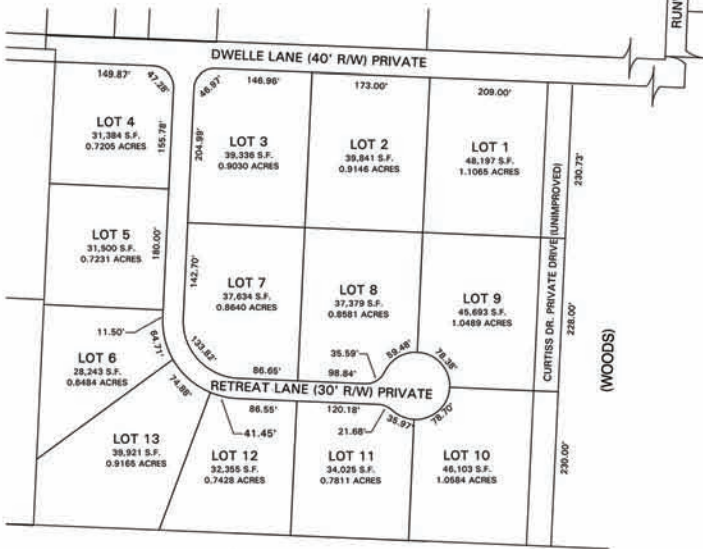 RUN
DWELLE LANE (40' R/W) PRIVATE
149.87'
47.28'
46.97'
146.96'
173.00'
209.00'
LOT 4
31,384 S.F.
0.7205 ACRES
155.78'
204.99'
LOT 3
39,336 S.F.
0.9030 ACRES
LOT 2
39,841 S.F.
0.9146 ACRES
LOT 1
48,197 S.F.
1.1065 ACRES
230.73'
CURTISS DR. PRIVATE DRIVE (UNIMPROVED)
LOT 5
31,500 S.F.
0.7231 ACRES
180.00'
142.70'
LOT 7
37,634 S.F.
0.8640 ACRES
LOT 8
37,379 S.F.
0.8581 ACRES
LOT 9
45,693 S.F.
1.0489 ACRES
228.00'
(WOODS)
11.50'
64.71'
133.82'
35.59'
59.48'
78.38'
LOT 6
28,243 S.F.
0.6484 ACRES
74.88'
86.65'
98.84'
RETREAT LANE (30' R/W) PRIVATE
86.55'
120.18'
41.45'
21.68'
35.97'
78.70'
LOT 13
39,921 S.F.
0.9165 ACRES
LOT 12
32,355 S.F.
0.7428 ACRES
LOT 11
34,025 S.F.
0.7811 ACRES
LOT 10
46,103 S.F.
1.0584 ACRES
230.00'